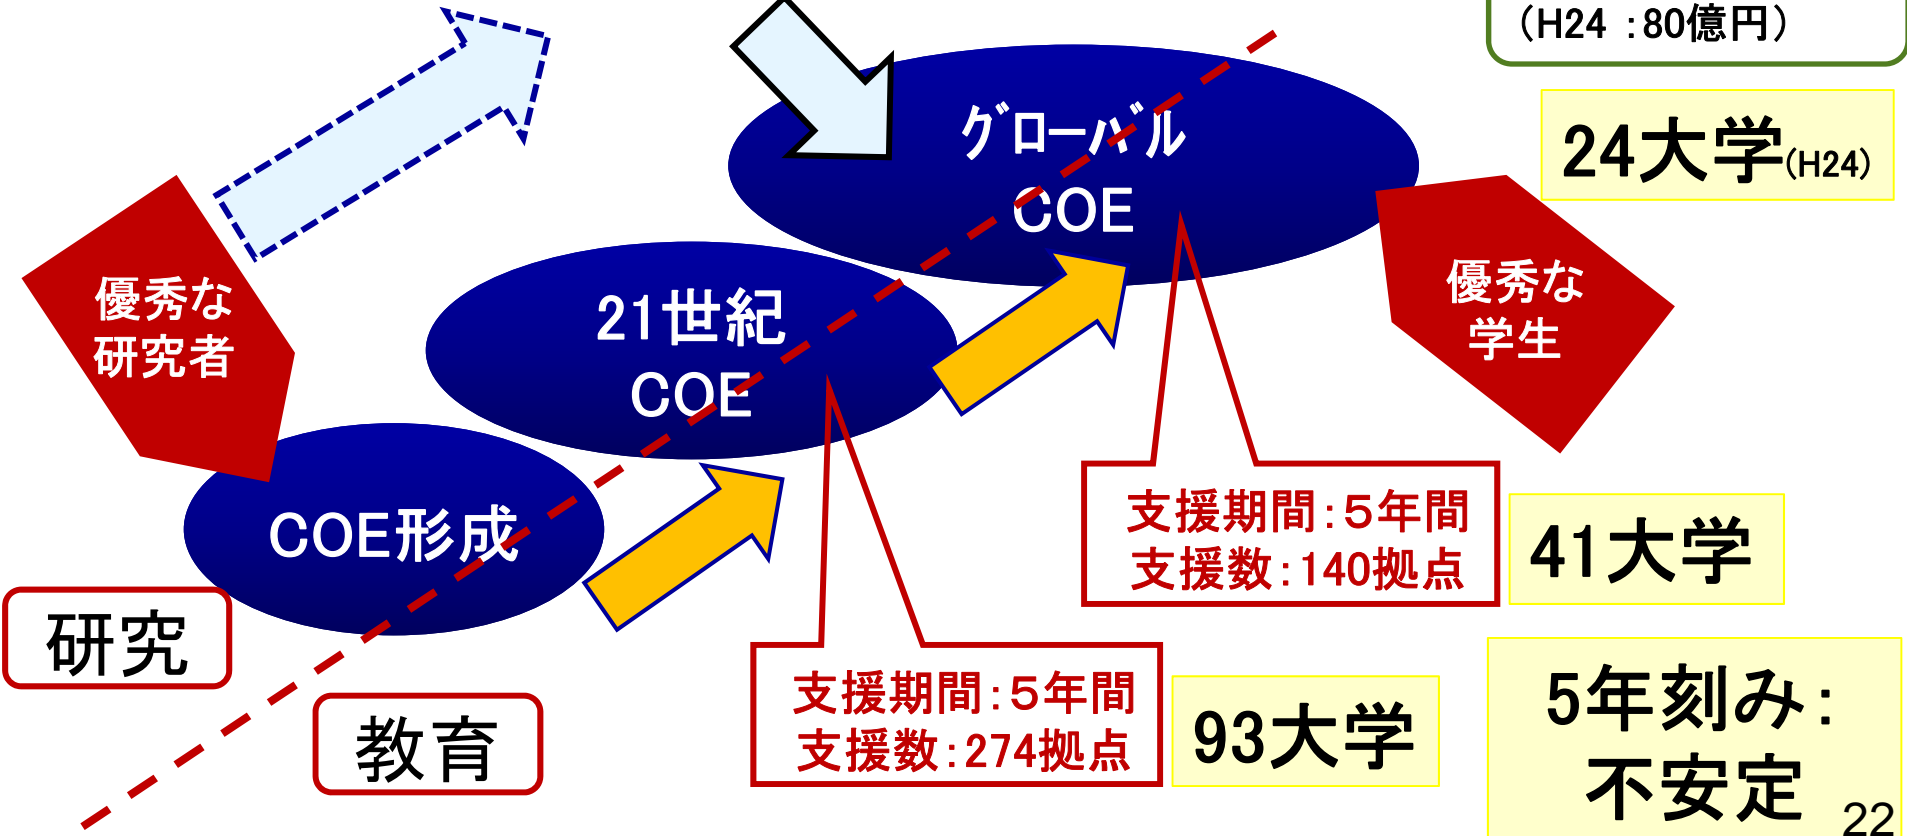 （H24 ：80億円）
24大学(H24)
グローバル
COE
優秀な
研究者
優秀な
学生
21世紀
COE
COE形成
支援期間：５年間
支援数：140拠点
41大学
研究
教育
支援期間：５年間
支援数：274拠点
93大学
5年刻み：
不安定
22